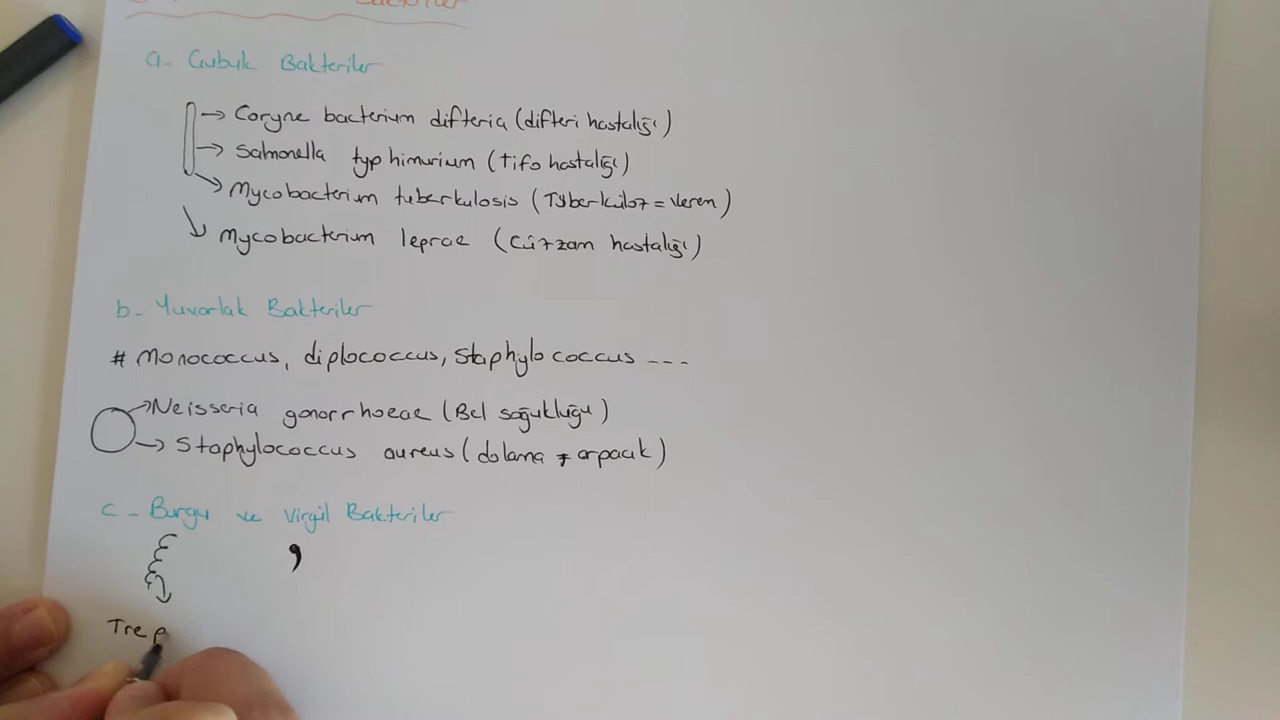 Bakteriler
a- Çubuk Bakteriler
Coryne bacterium difteria (difteri hastalığı)
Salmonella typhimurium (tifo hastalığı)
Mycobacterium tuberkulosis (Tüberküloz = verem)
Mycobacterium leprae (Cüzzam hastalığı)
b- Yuvarlak Bakteriler
# monococcus, diplococcus, Staphylococcus ---
Neisseria gonorrhoeae (Bel soğukluğu)
Staphylococcus aureus (dolama, arpacık)
c- Burgu ve Virgül Bakteriler
,
Trep